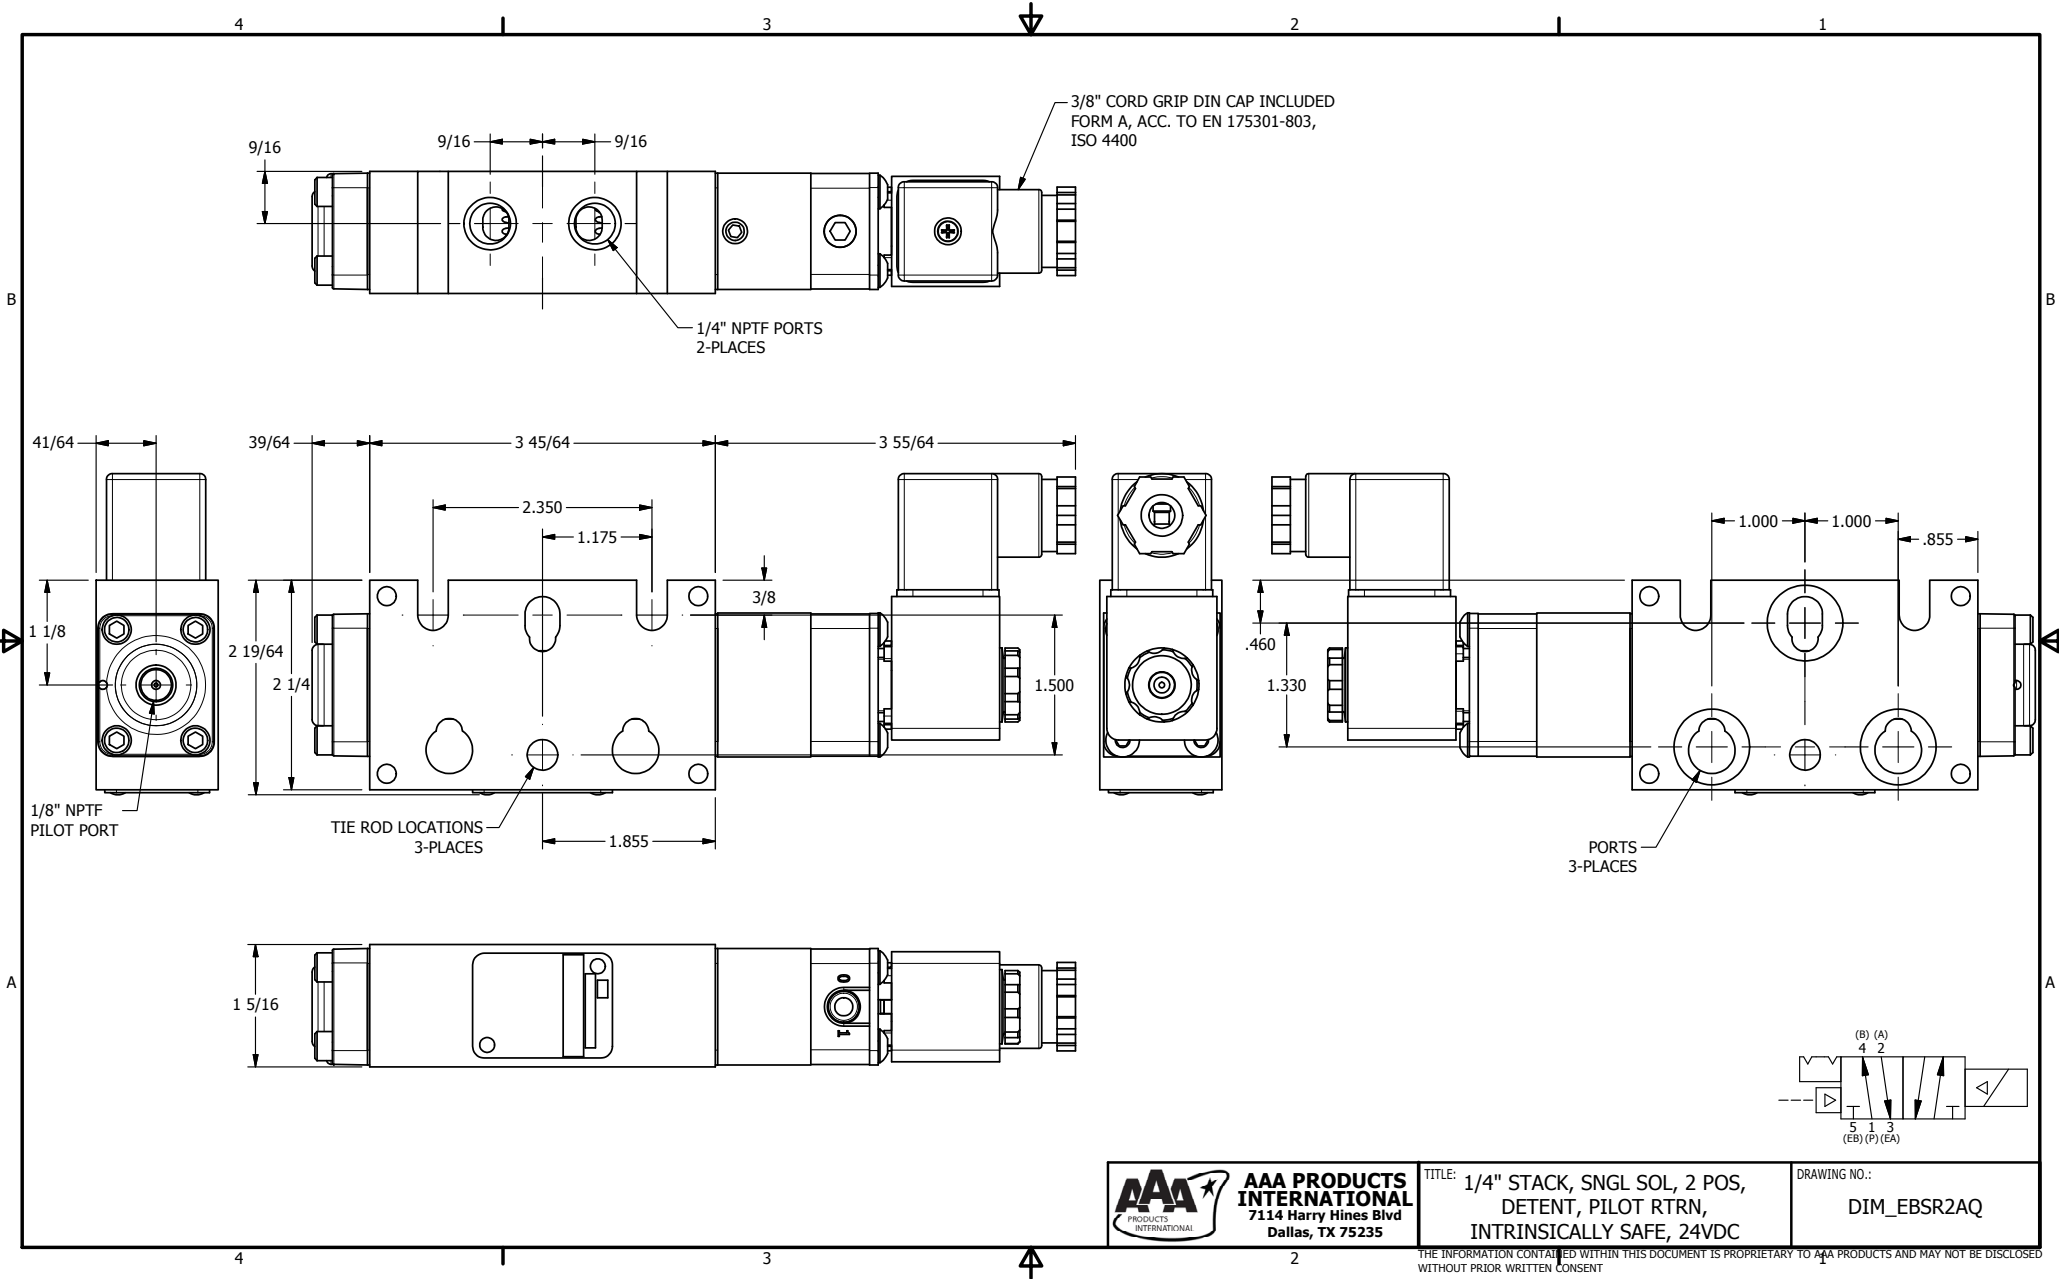 4 3 2 1
3/8" CORD GRIP DIN CAP INCLUDED
FORM A, ACC. TO EN 175301-803,
ISO 4400
9/16
9/16
9/16
B
B
1/4" NPTF PORTS
2-PLACES
41/64
39/64
3 45/64
3 55/64
2.350
1.175
1.000
1.000
.855
3/8
1 1/8
2 19/64
2 1/4
1.500
.460
1.330
1/8" NPTF
PILOT PORT
TIE ROD LOCATIONS
3-PLACES
1.855
PORTS
3-PLACES
A
A
1 5/16
0
1
(B) (A)
4 2
5 1 3
(EB) (P) (EA)
AAA
PRODUCTS
INTERNATIONAL
AAA PRODUCTS
INTERNATIONAL
7114 Harry Hines Blvd
Dallas, TX 75235
TITLE: 1/4" STACK, SNGL SOL, 2 POS,
DETENT, PILOT RTRN,
INTRINSICALLY SAFE, 24VDC
DRAWING NO.:
DIM_EBSR2AQ
4 3 2 1
THE INFORMATION CONTAINED WITHIN THIS DOCUMENT IS PROPRIETARY TO AAA PRODUCTS AND MAY NOT BE DISCLOSED
WITHOUT PRIOR WRITTEN CONSENT